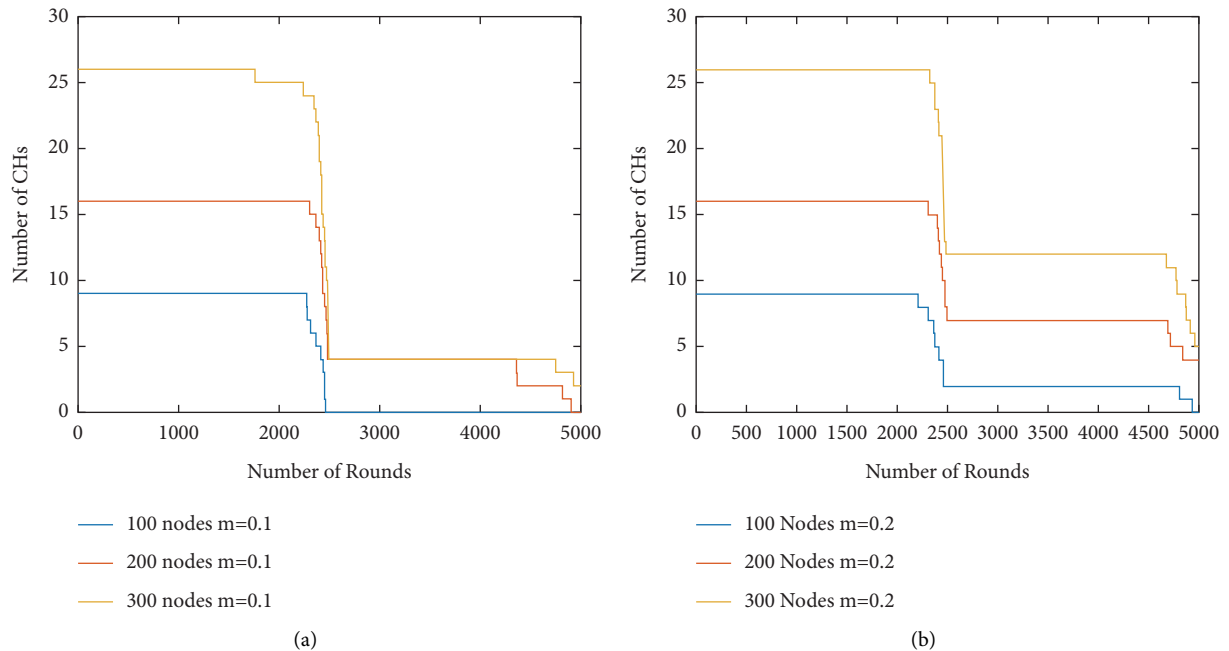 30
25
20
15
10
5
0
Number of CHs
0 1000 2000 3000 4000 5000
Number of Rounds
100 nodes m=0.1
200 nodes m=0.1
300 nodes m=0.1
(a)
30
25
20
15
10
5
0
Number of CHs
0 500 1000 1500 2000 2500 3000 3500 4000 4500 5000
Number of Rounds
100 Nodes m=0.2
200 Nodes m=0.2
300 Nodes m=0.2
(b)